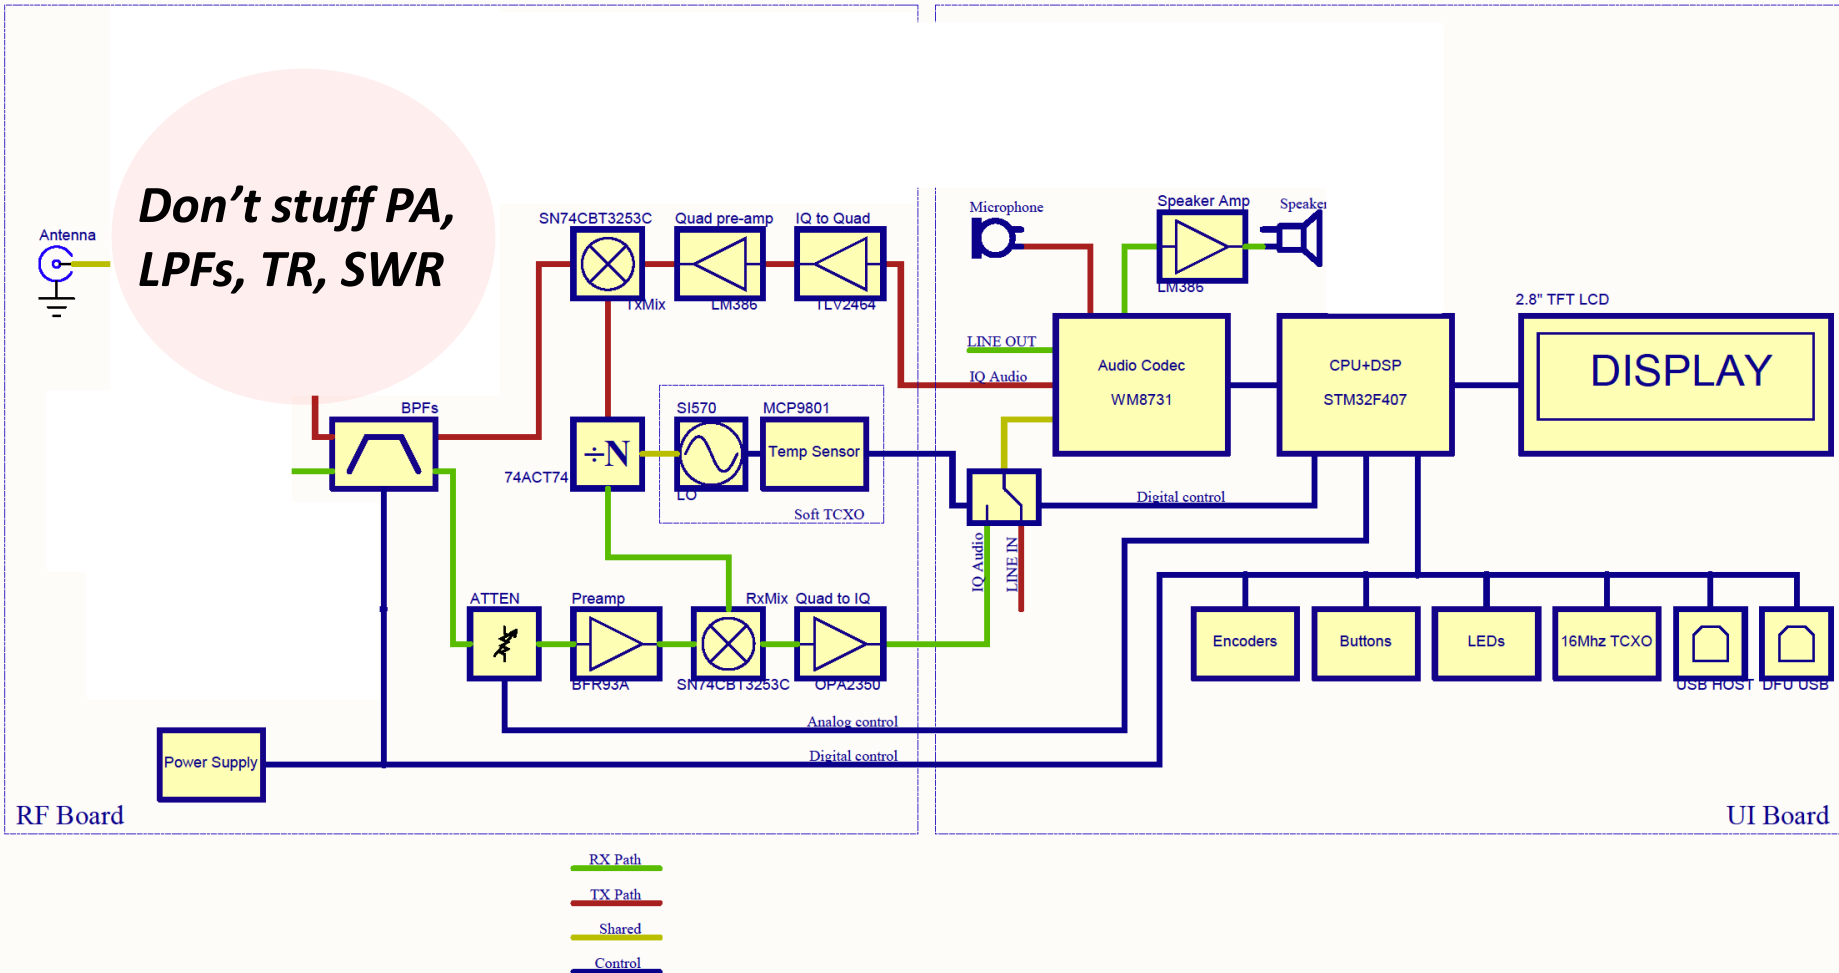 Don't stuff PA,
LPFs, TR, SWR
Antenna
SN74CBT3253C
TxMix
Quad pre-amp
LM386
IQ to Quad
TLV2464
Microphone
Speaker Amp
LM386
Speaker
LINE OUT
IQ Audio
Audio Codec
WM8731
CPU+DSP
STM32F407
2.8" TFT LCD
DISPLAY
BPFs
÷N
74ACT74
SI570
LO
MCP9801
Temp Sensor
Soft TCXO
Digital control
IQ Audio
LINE IN
ATTEN
Preamp
BFR93A
RxMix
SN74CBT3253C
Quad to IQ
OPA2350
Encoders
Buttons
LEDs
16Mhz TCXO
USB HOST
DFU USB
Analog control
Digital control
Power Supply
RF Board
UI Board
RX Path
TX Path
Shared
Control